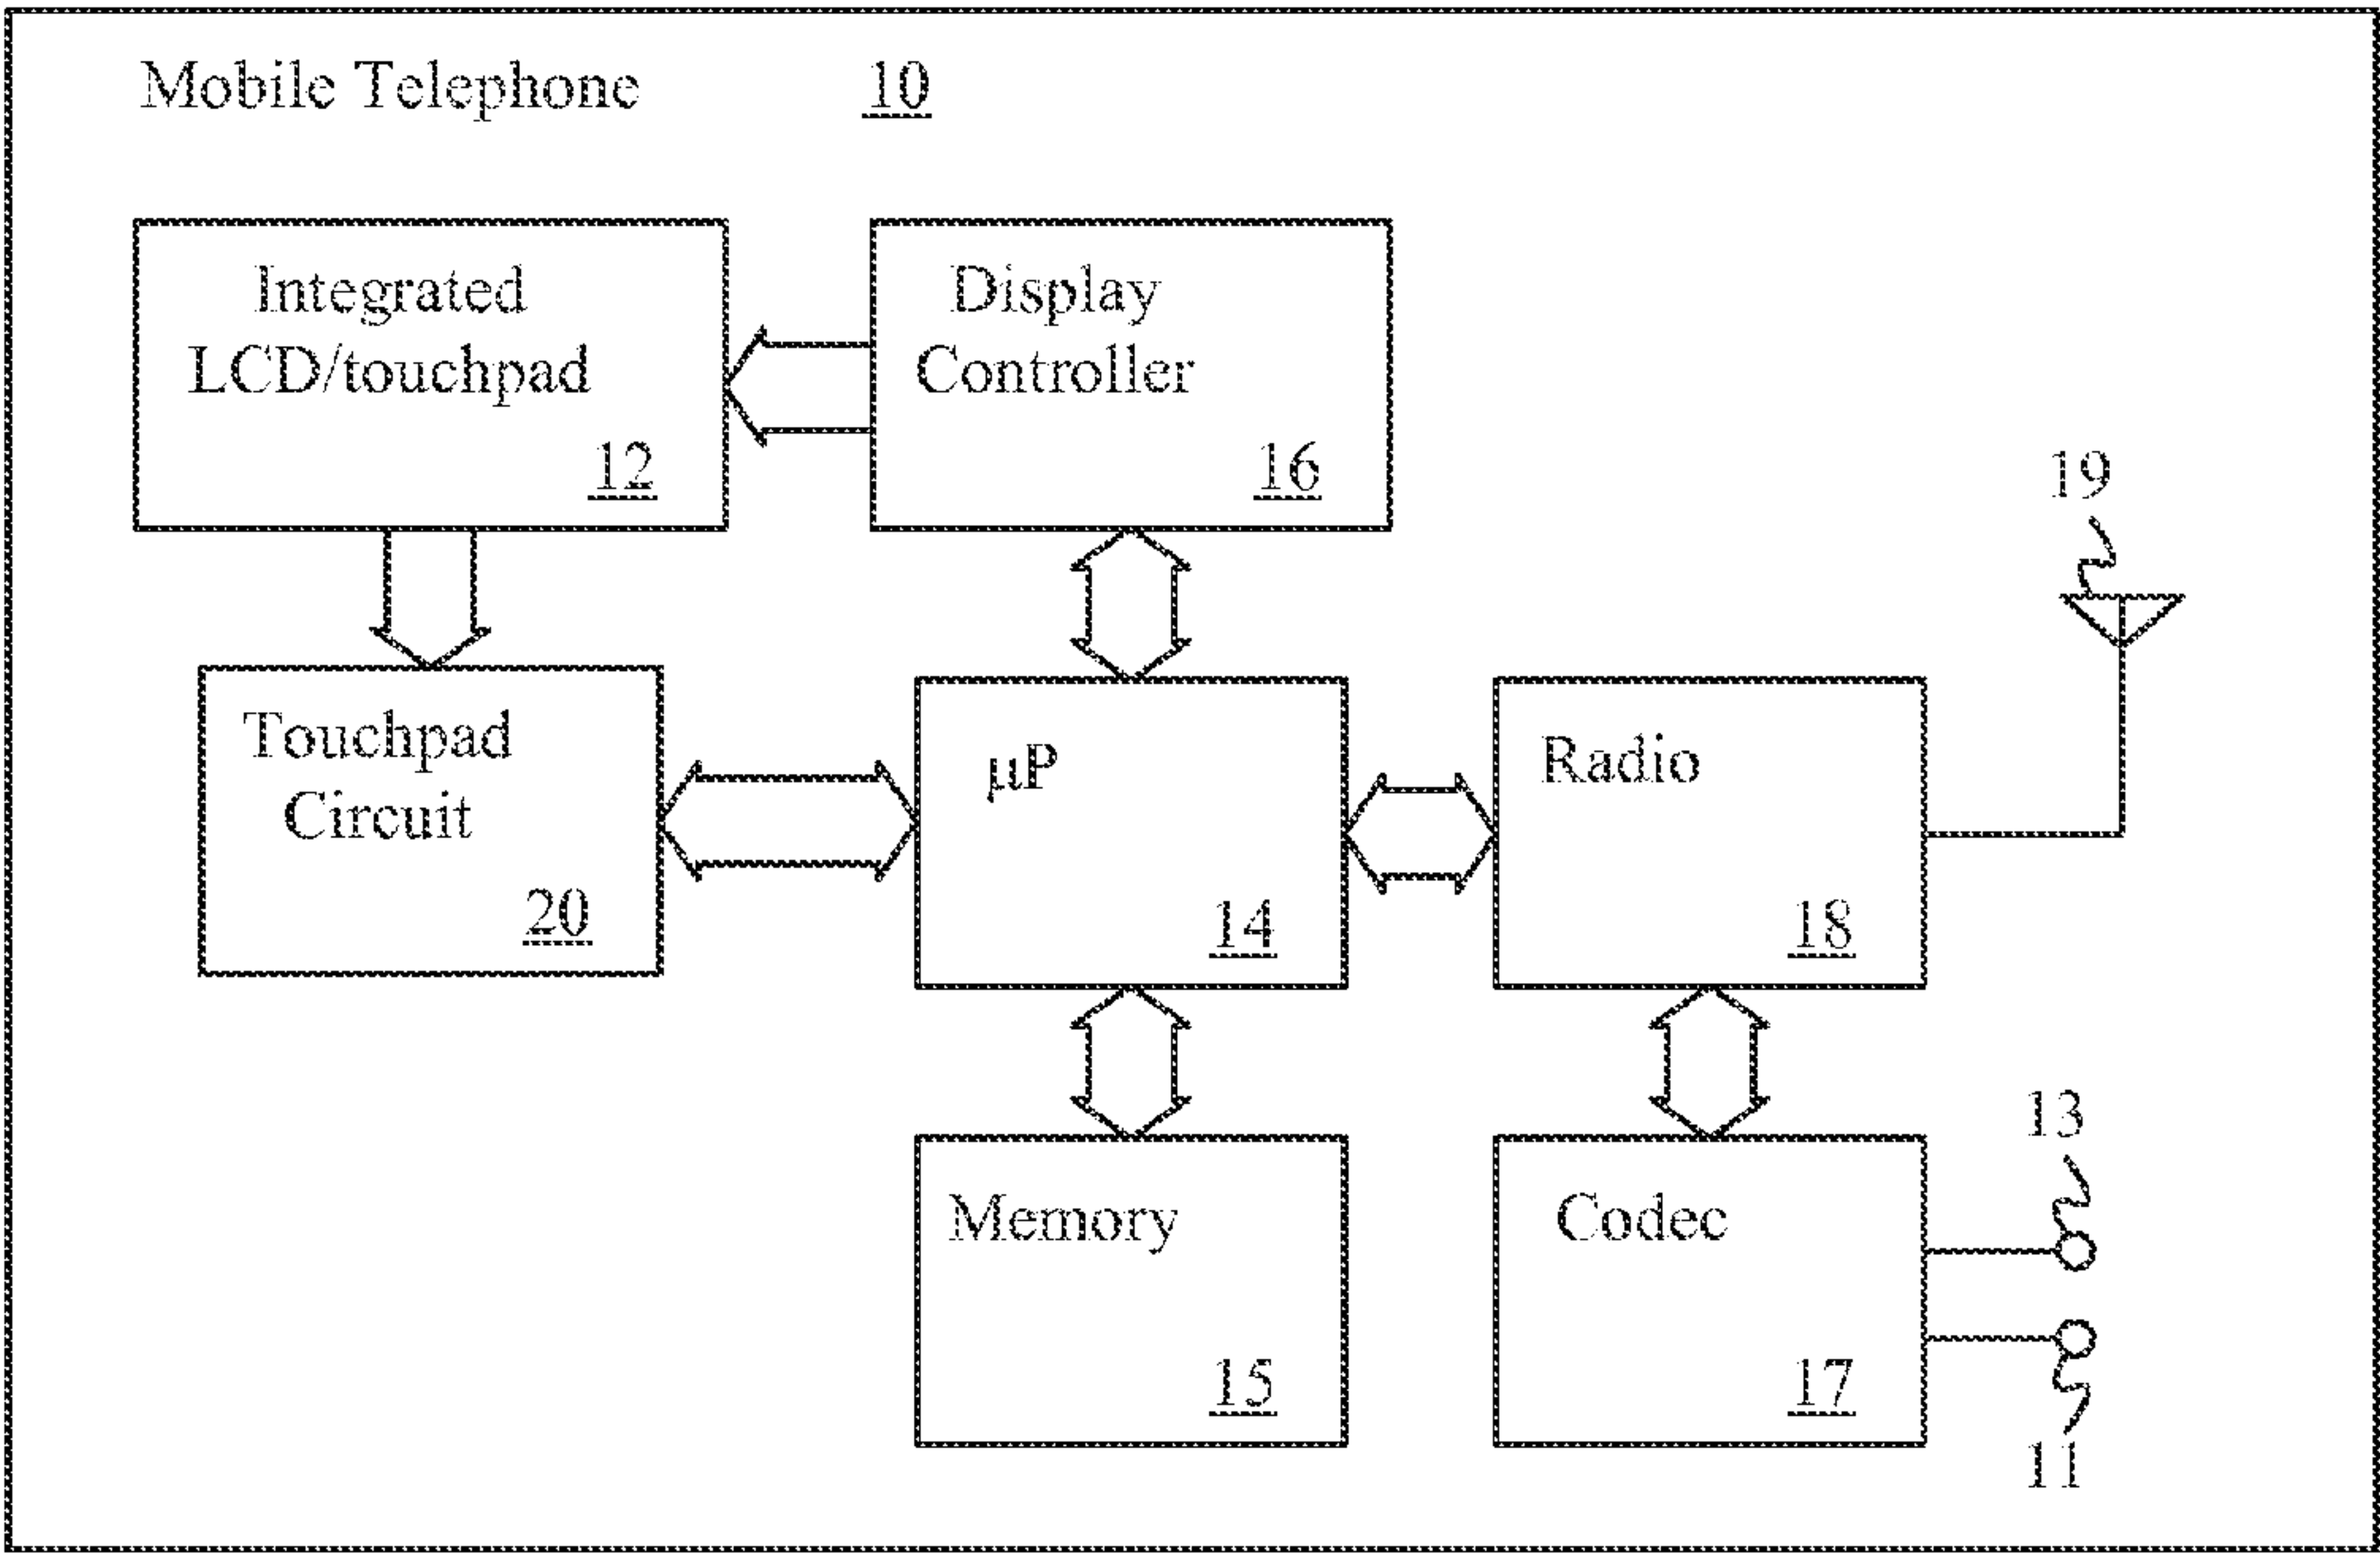 Mobile Telephone 10
Integrated
LCD/touchpad
12
Display
Controller
16
19
Touchpad
Circuit
20
μP
14
Radio
18
13
Memory
15
Codec
17
11